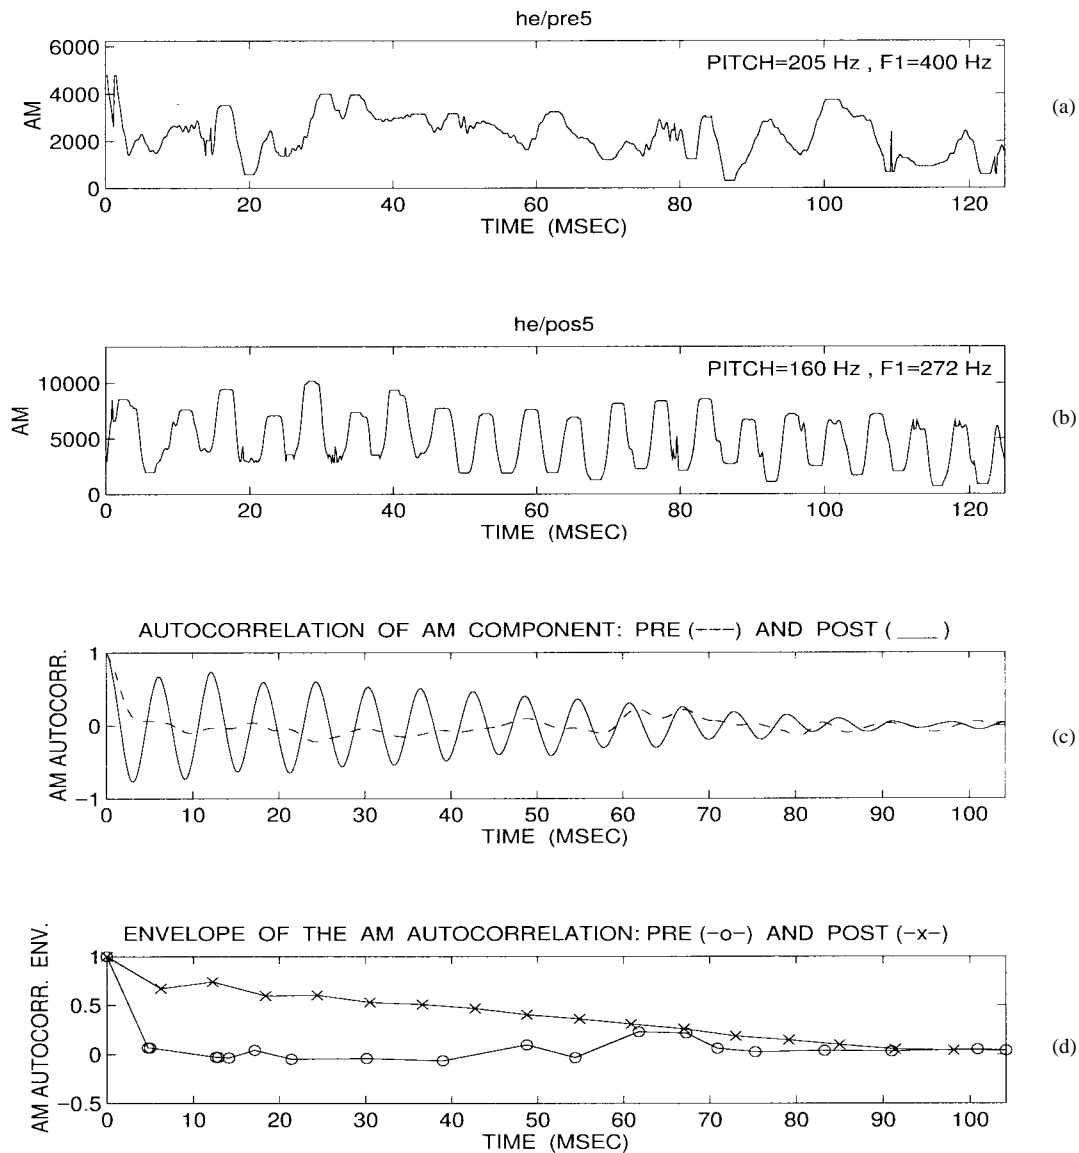 he/pre5
6000
4000
2000
0
AM
PITCH=205 Hz , F1=400 Hz
(a)
0 20 40 60 80 100 120
TIME (MSEC)
he/pos5
10000
5000
0
AM
PITCH=160 Hz , F1=272 Hz
(b)
0 20 40 60 80 100 120
TIME (MSEC)
AUTOCORRELATION OF AM COMPONENT: PRE (---) AND POST ( ___ )
1
0
-1
AM AUTOCORR.
(c)
0 10 20 30 40 50 60 70 80 90 100
TIME (MSEC)
ENVELOPE OF THE AM AUTOCORRELATION: PRE (-o-) AND POST (-x-)
1
0.5
0
-0.5
AM AUTOCORR. ENV.
(d)
0 10 20 30 40 50 60 70 80 90 100
TIME (MSEC)